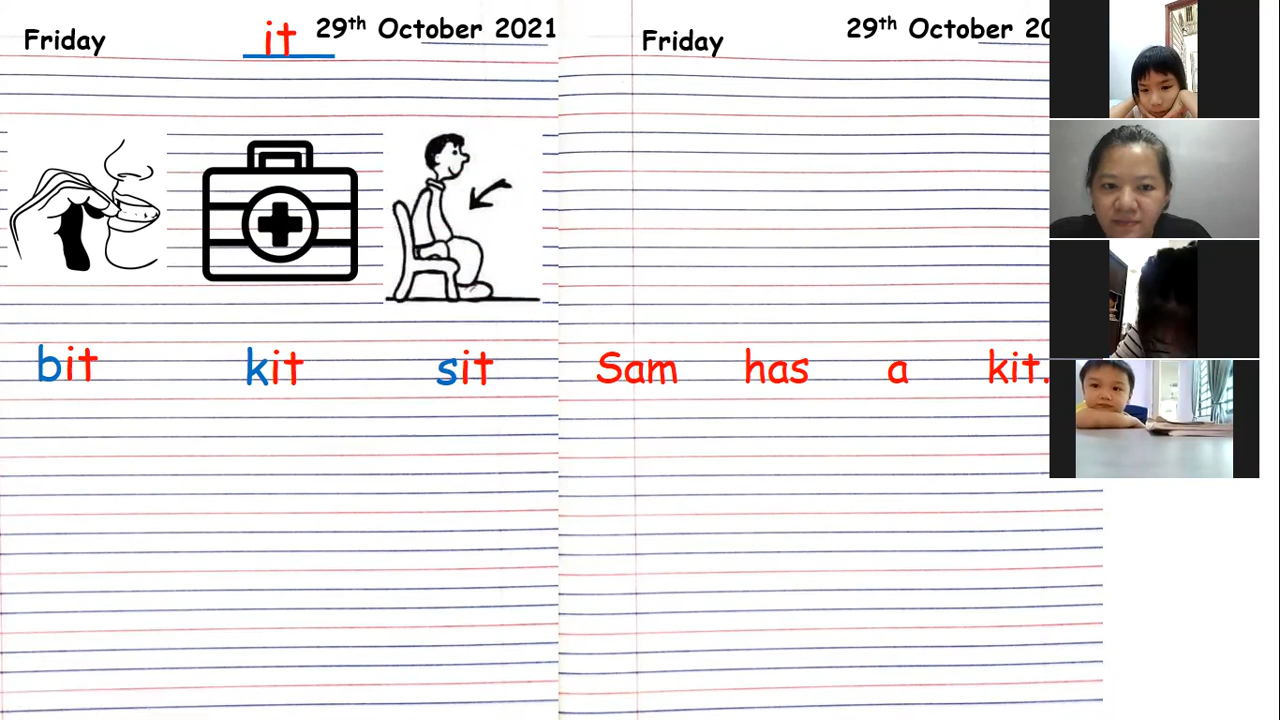 Friday
it
29th October 2021
bit kit sit
Friday
29th October 20
Sam has a kit.